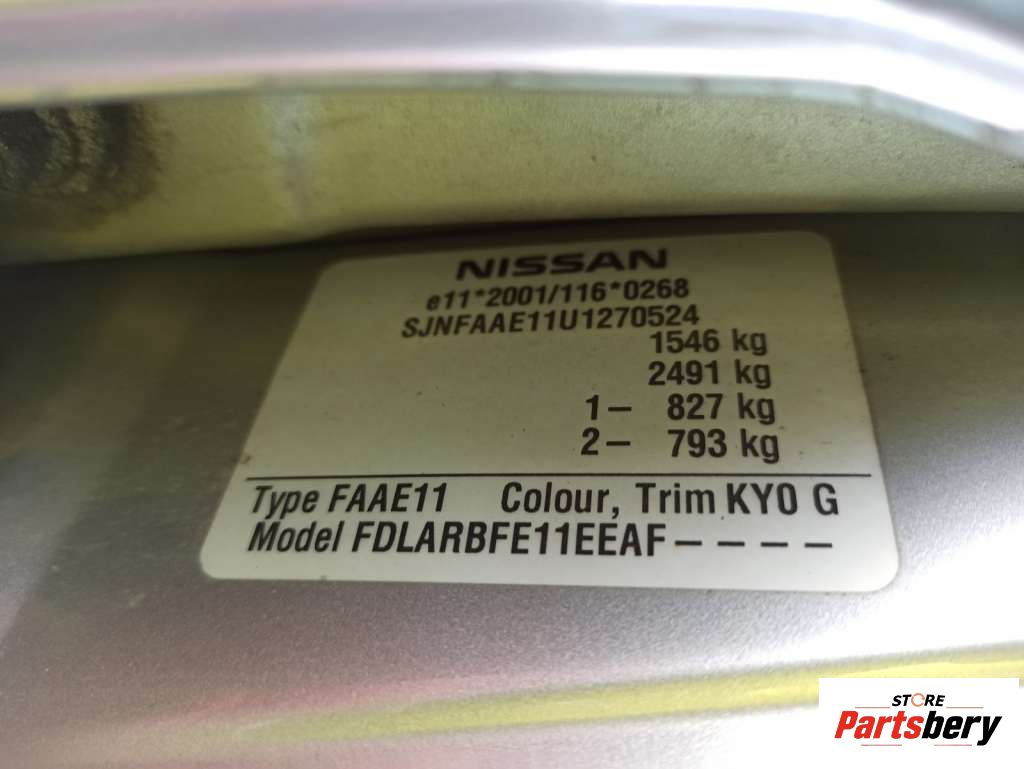 NISSAN
e11*2001/116*0268
SJNFAAE11U1270524
1546 kg
2491 kg
1– 827 kg
2– 793 kg
Type FAAE11 Colour, Trim KY0 G
Model FDLARBFE11EEAF– – – –
STORE
Partsbery